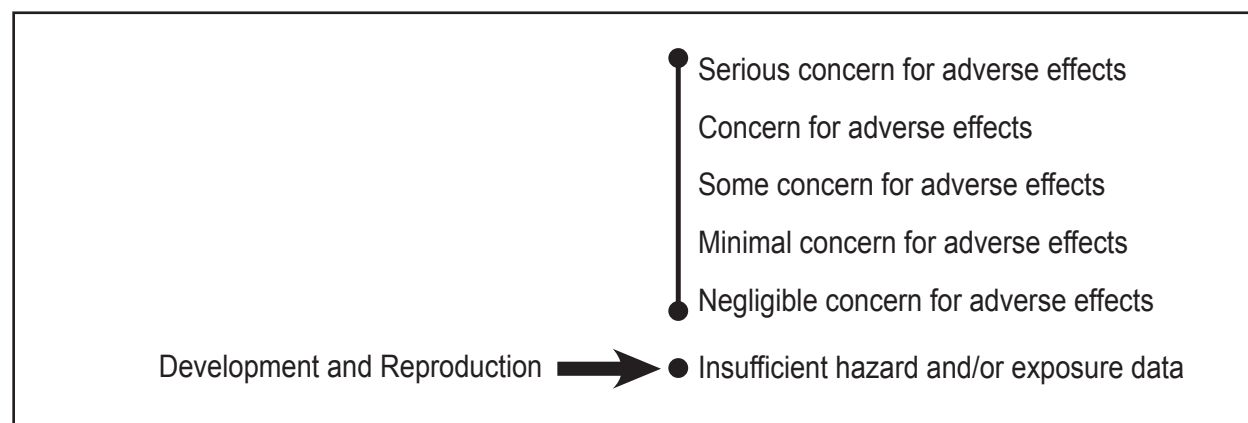 Serious concern for adverse effects
Concern for adverse effects
Some concern for adverse effects
Minimal concern for adverse effects
Negligible concern for adverse effects
Development and Reproduction Insufficient hazard and/or exposure data